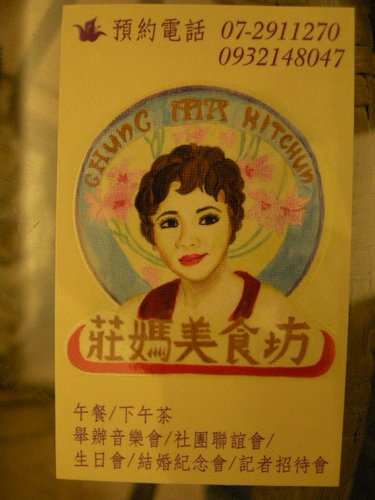 預約電話 07-2911270
0932148047
CHUNG MA KITCHUN
莊媽美食坊
午餐/下午茶
舉辦音樂會/社團聯誼會/
生日會/結婚紀念會/記者招待會